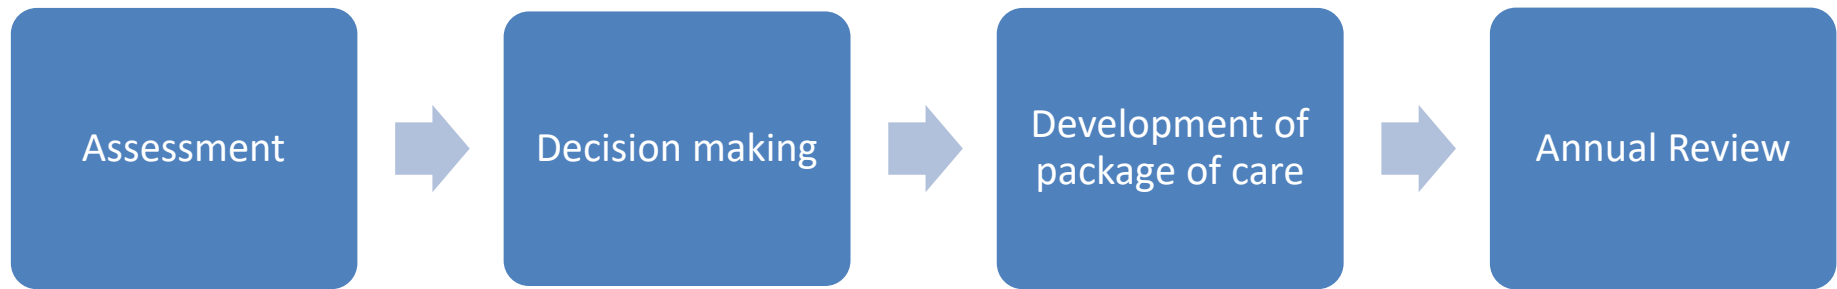 Assessment
Decision making
Development of
package of care
Annual Review